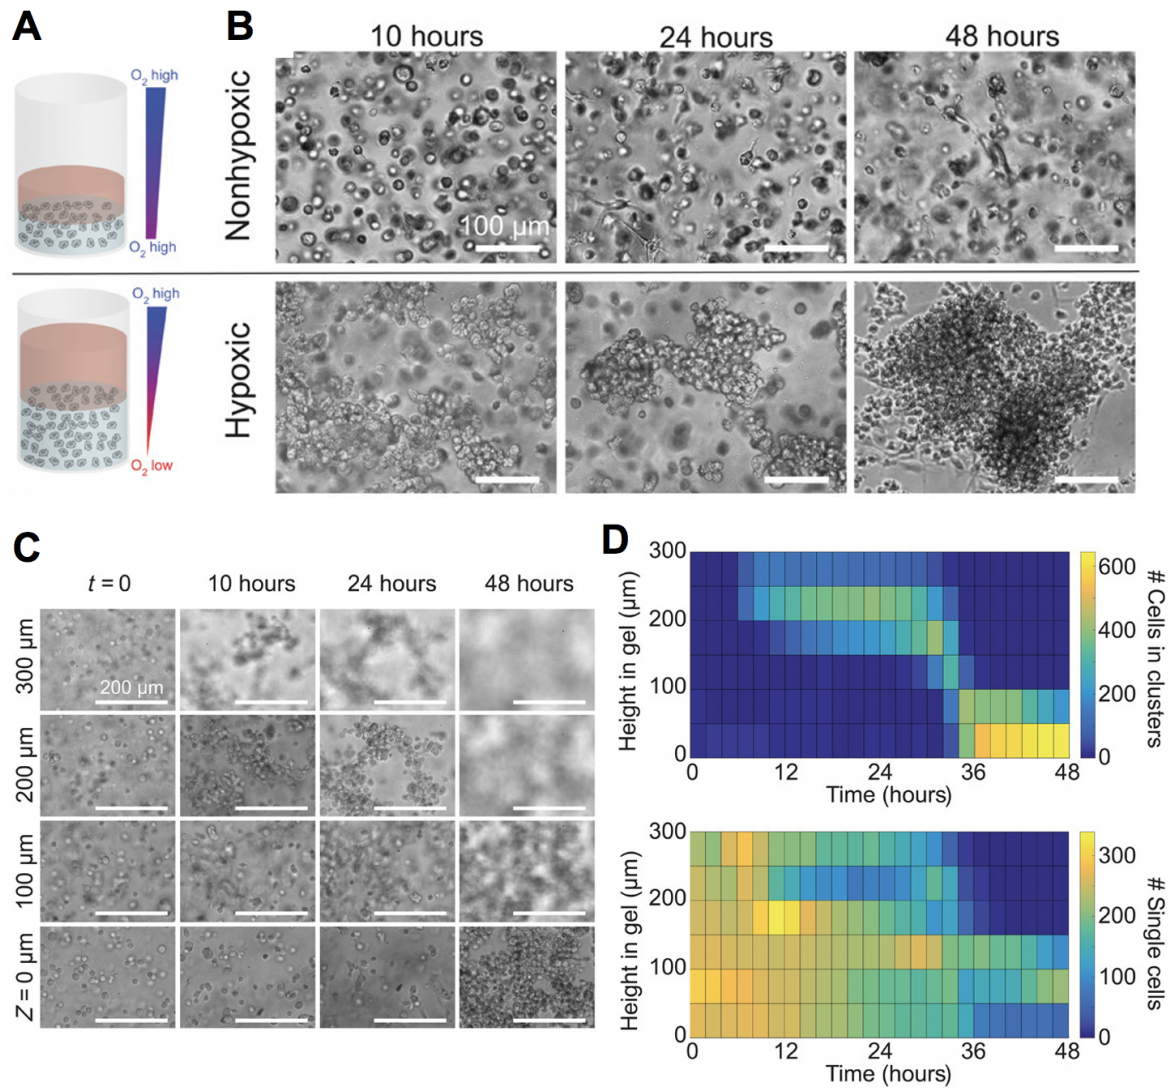 A
O2 high
O2 high
O2 high
O2 low
B
10 hours
24 hours
48 hours
Nonhypoxic
100 µm
Hypoxic
C
t = 0
10 hours
24 hours
48 hours
300 µm
200 µm
200 µm
100 µm
Z = 0 µm
D
300
200
100
0
0
12
24
36
48
Height in gel (µm)
Time (hours)
600
400
200
0
# Cells in clusters
300
200
100
0
0
12
24
36
48
Height in gel (µm)
Time (hours)
300
200
100
0
# Single cells